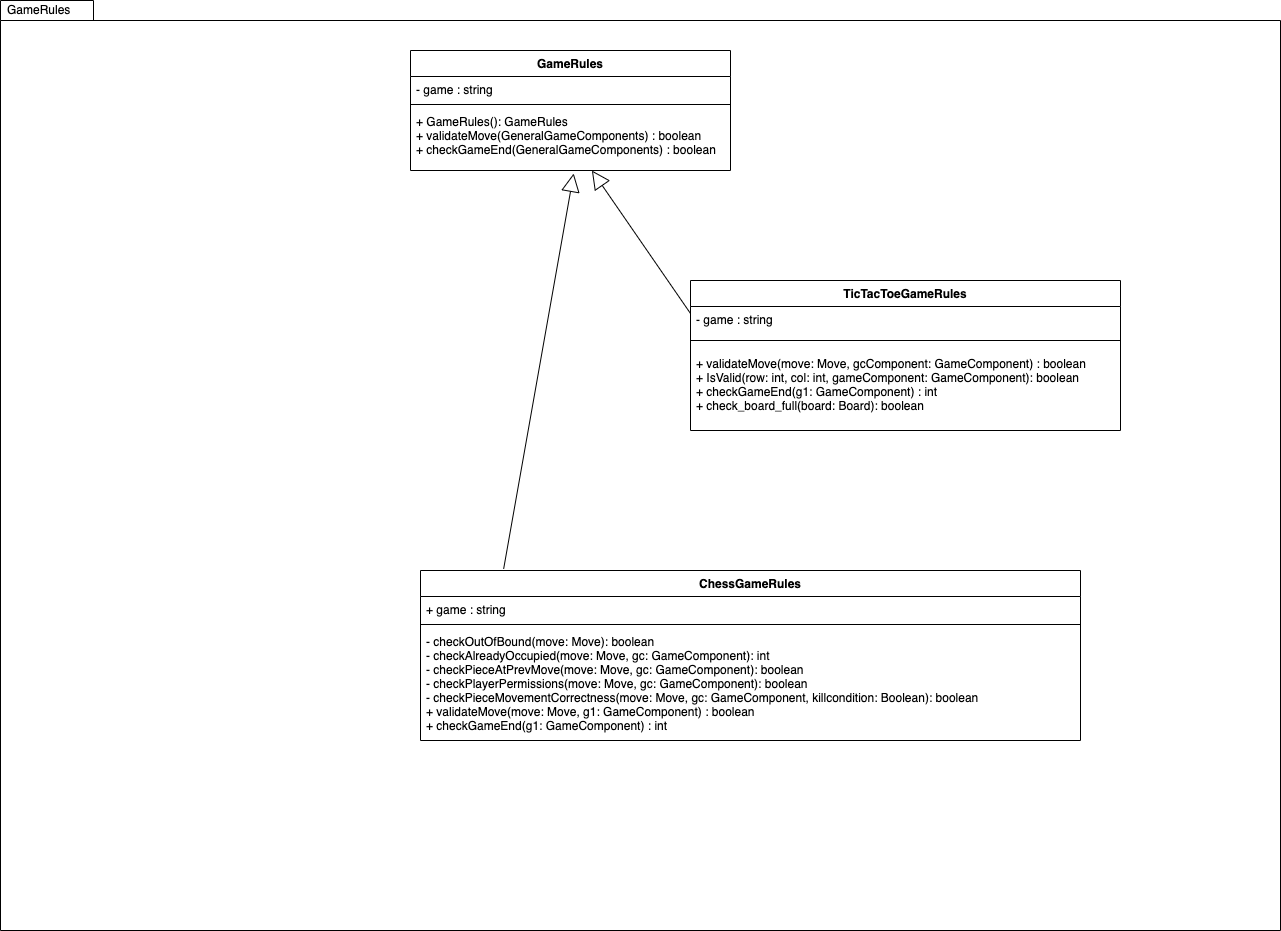 GameRules
GameRules
- game : string
+ GameRules(): GameRules
+ validateMove(GeneralGameComponents) : boolean
+ checkGameEnd(GeneralGameComponents) : boolean
TicTacToeGameRules
- game : string
+ validateMove(move: Move, gcComponent: GameComponent) : boolean
+ IsValid(row: int, col: int, gameComponent: GameComponent): boolean
+ checkGameEnd(g1: GameComponent) : int
+ check_board_full(board: Board): boolean
ChessGameRules
+ game : string
- checkOutOfBound(move: Move): boolean
- checkAlreadyOccupied(move: Move, gc: GameComponent): int
- checkPieceAtPrevMove(move: Move, gc: GameComponent): boolean
- checkPlayerPermissions(move: Move, gc: GameComponent): boolean
- checkPieceMovementCorrectness(move: Move, gc: GameComponent, killcondition: Boolean): boolean
+ validateMove(move: Move, g1: GameComponent) : boolean
+ checkGameEnd(g1: GameComponent) : int